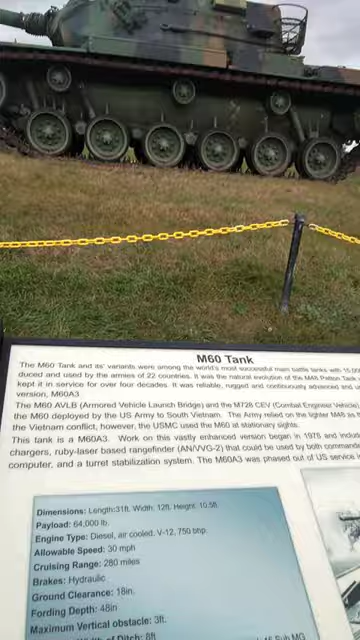 M60 Tank
The M60 Tank and its' variants were among the world's most successful main battle tanks with 15,00
duced and used by the armies of 22 countries. It was the natural evolution of the M48 Patton Tank
kept it in service for over four decades. It was reliable, rugged and continuously advanced and u
version, M60A3
The M60 AVLB (Armored Vehicle Launch Bridge) and the M728 CEV (Combat Engineer Vehicle)
the M60 deployed by the US Army to South Vietnam. The Army relied on the lighter M48 as
the Vietnam conflict, however, the USMC used the M60 at stationary sights.
This tank is a M60A3. Work on this vastly enhanced version began in 1978 and includ
chargers, ruby-laser based rangefinder (AN/VVG-2) that could be used by both commande
computer, and a turret stabilization system. The M60A3 was phased out of US service i
Dimensions: Length:31ft. Width, 12ft. Height, 10.5ft
Payload: 64,000 lb.
Engine Type: Diesel, air cooled. V-12, 750 bhp.
Allowable Speed: 30 mph
Cruising Range: 280 miles
Brakes: Hydraulic
Ground Clearance: 18in.
Fording Depth: 48in
Maximum Vertical obstacle: 3ft.
Width of Ditch: 8ft
MG